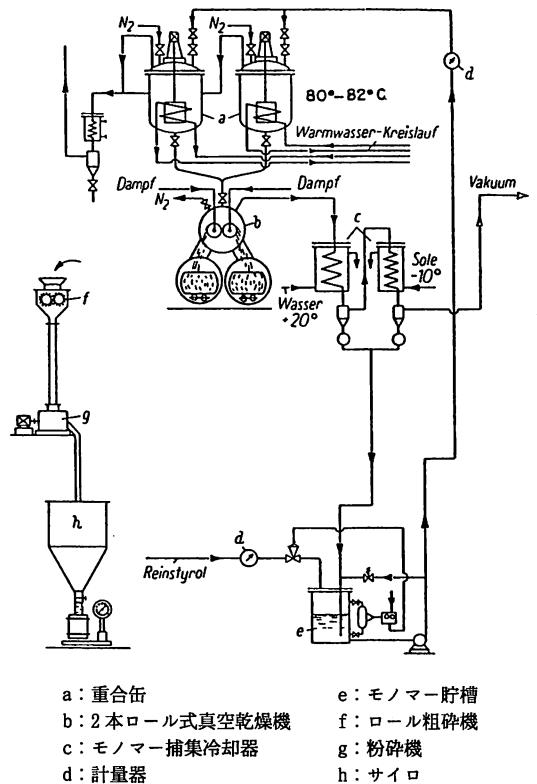 N2
N2
d
80°–82°C.
a
Warmwasser-Kreislauf
Dampf
Dampf
Vakuum
N2
b
c
Sole
-10°
f
Wasser
+20°
g
h
d
Reinstyrol
e
a：重合缶
b：2本ロール式真空乾燥機
c：モノマー捕集冷却器
d：計量器
e：モノマー貯槽
f：ロール粗砕機
g：粉砕機
h：サイロ